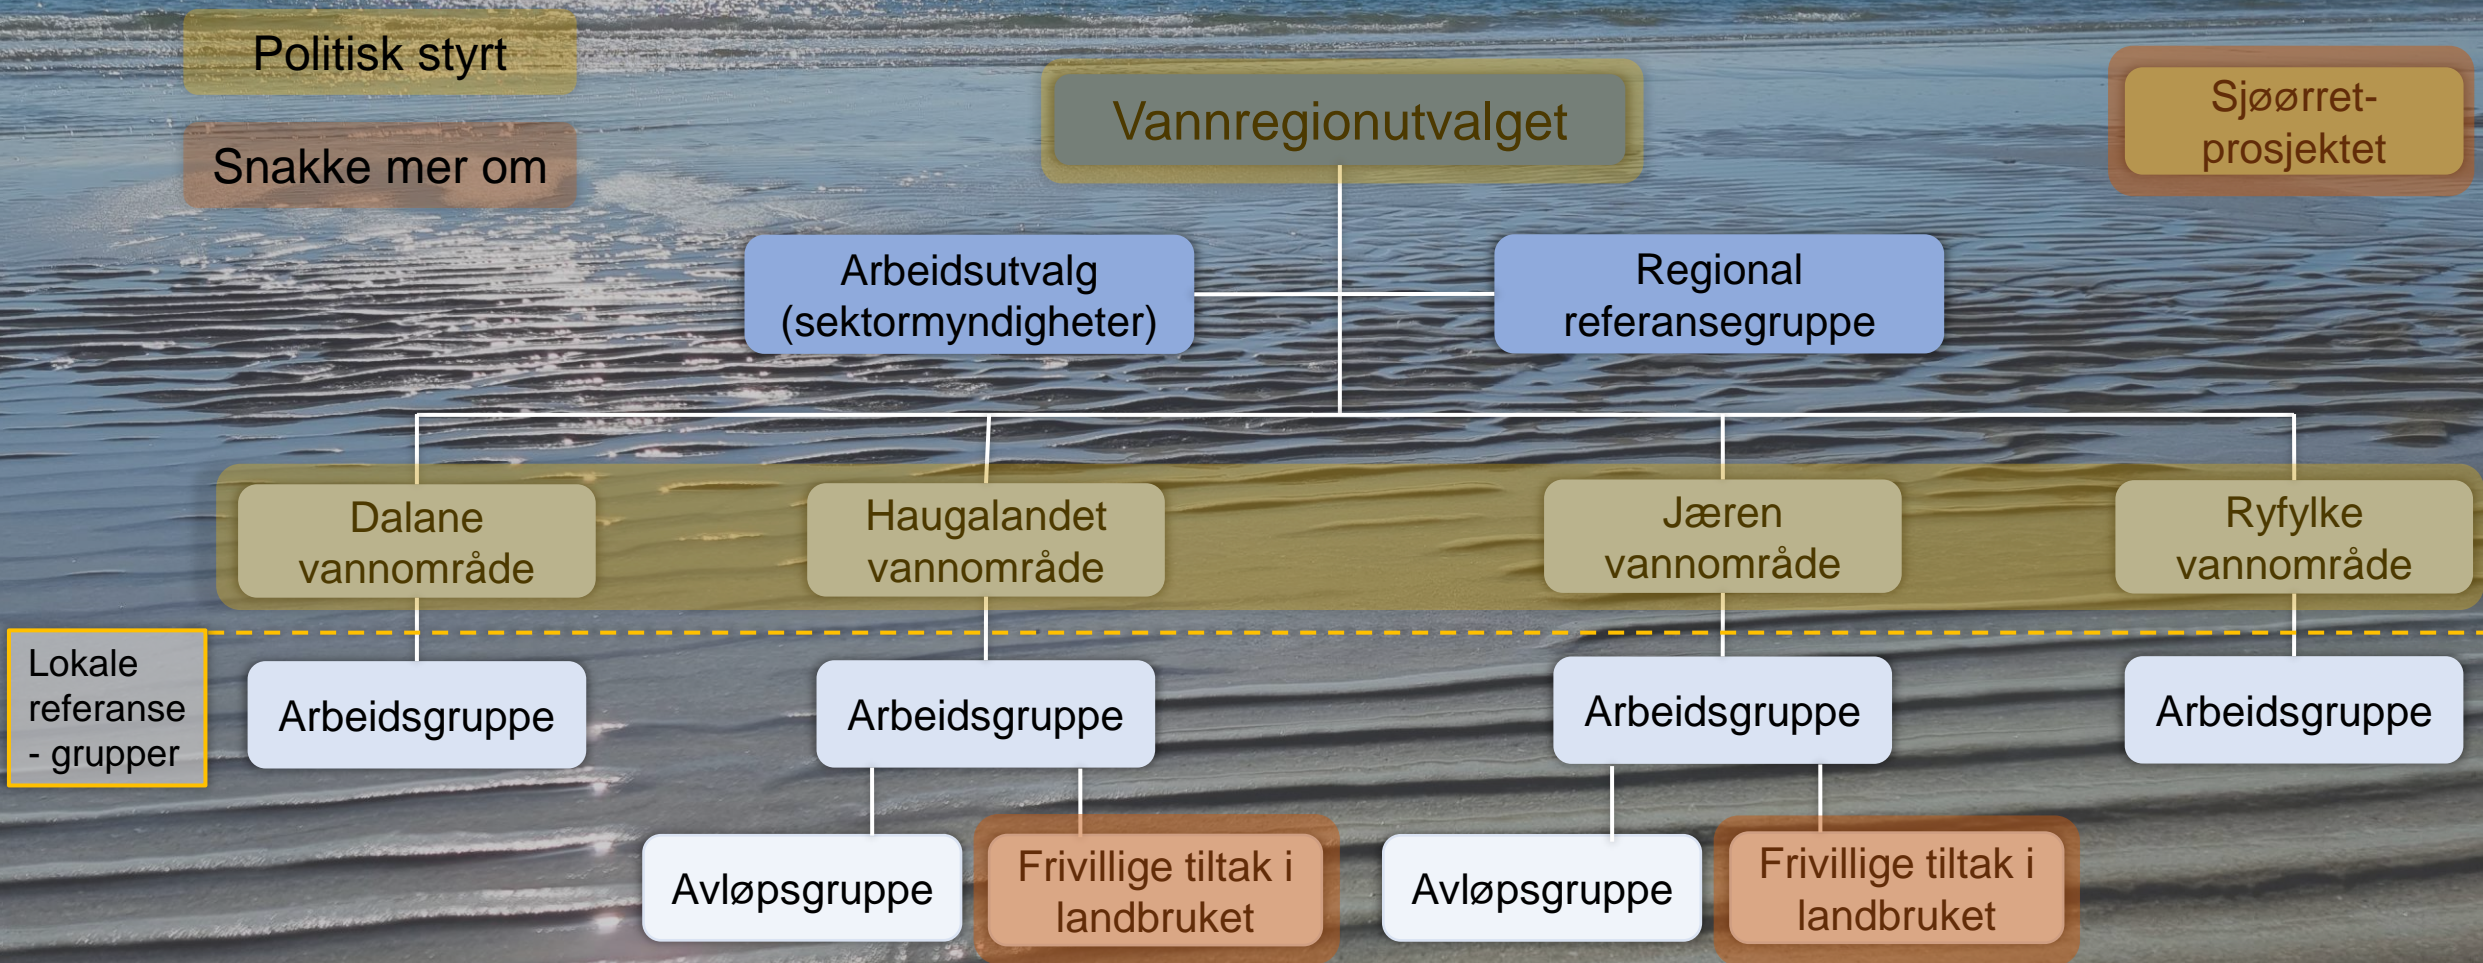 Politisk styrt
Snakke mer om
Vannregionutvalget
Sjøørret-
prosjektet
Arbeidsutvalg
(sektormyndigheter)
Regional
referansegruppe
Dalane
vannområde
Haugalandet
vannområde
Jæren
vannområde
Ryfylke
vannområde
Lokale
referanse
- grupper
Arbeidsgruppe
Arbeidsgruppe
Arbeidsgruppe
Arbeidsgruppe
Avløpsgruppe
Frivillige tiltak i
landbruket
Avløpsgruppe
Frivillige tiltak i
landbruket